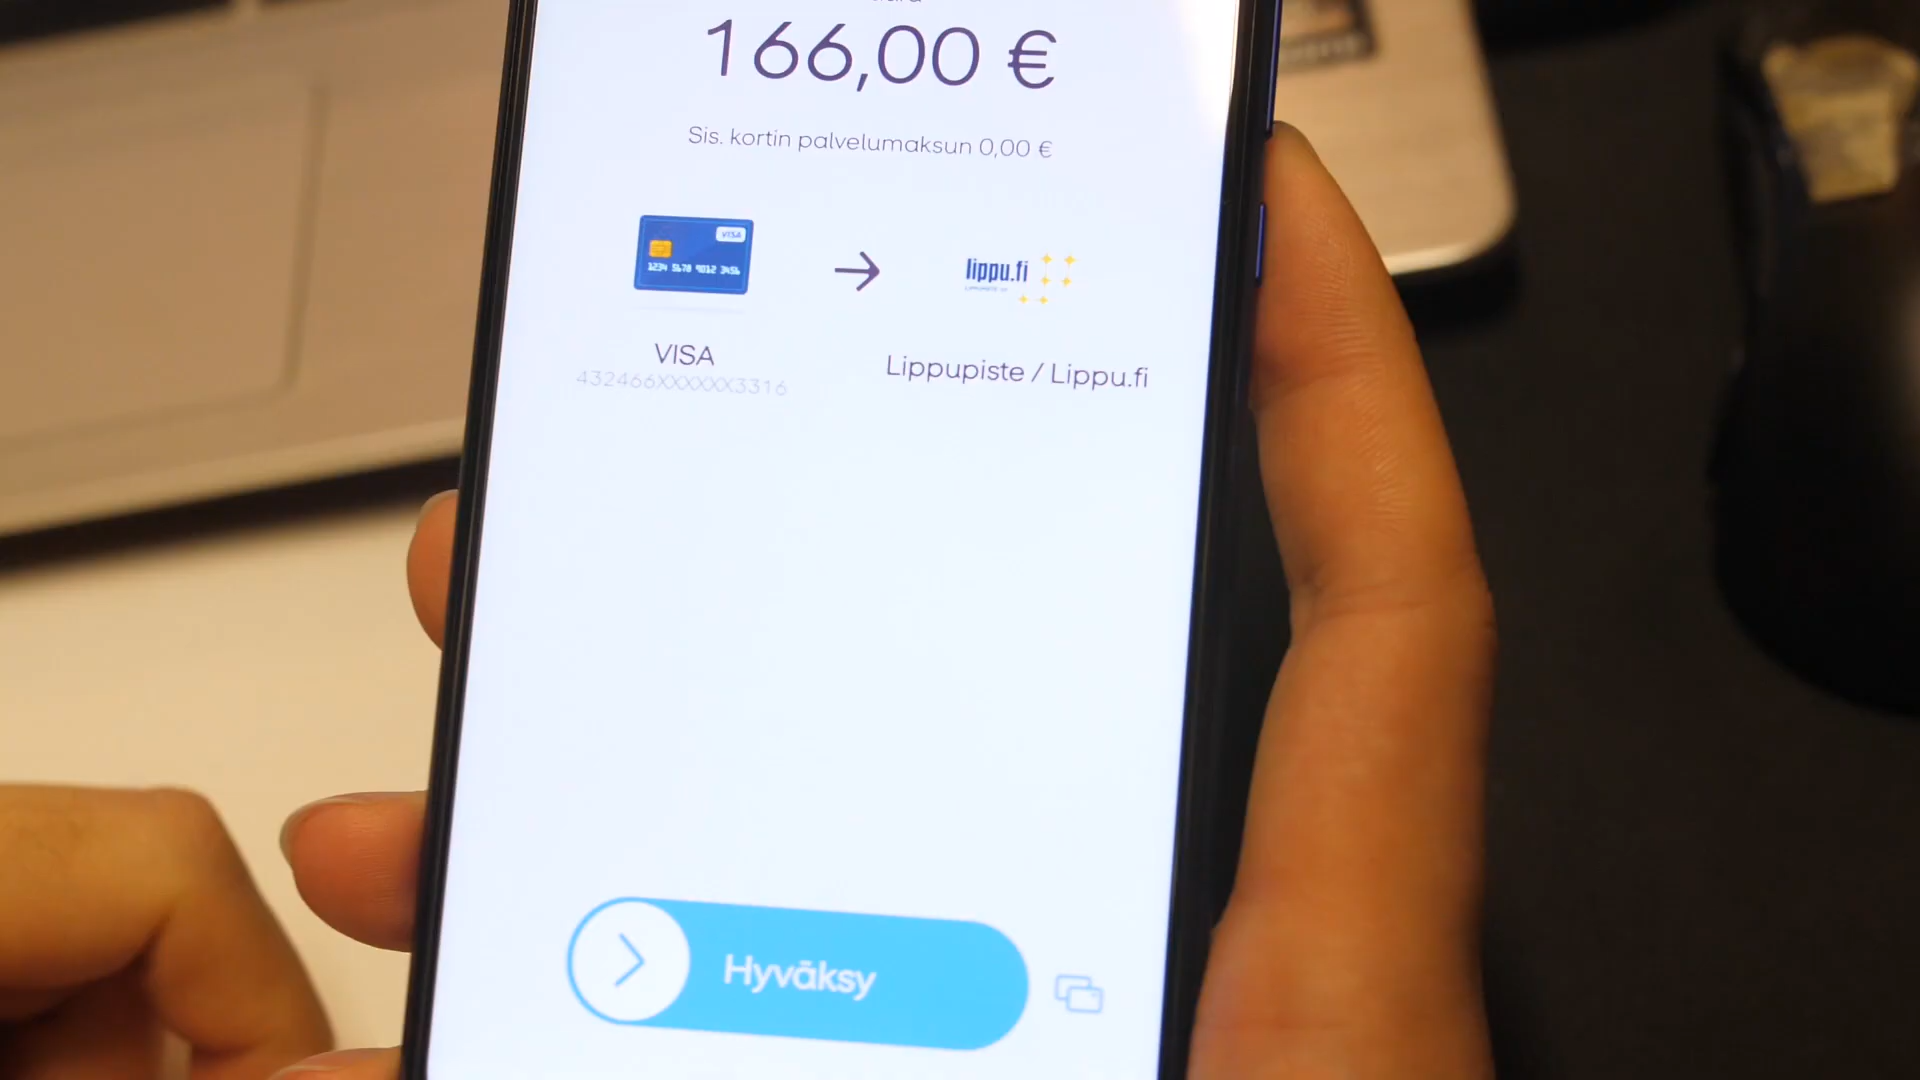 166,00 €
Sis. kortin palvelumaksun 0,00 €
VISA
1234 5678 9012 3456
lippu.fi
VISA
432466XXXXXX3316
Lippupiste / Lippu.fi
Hyväksy